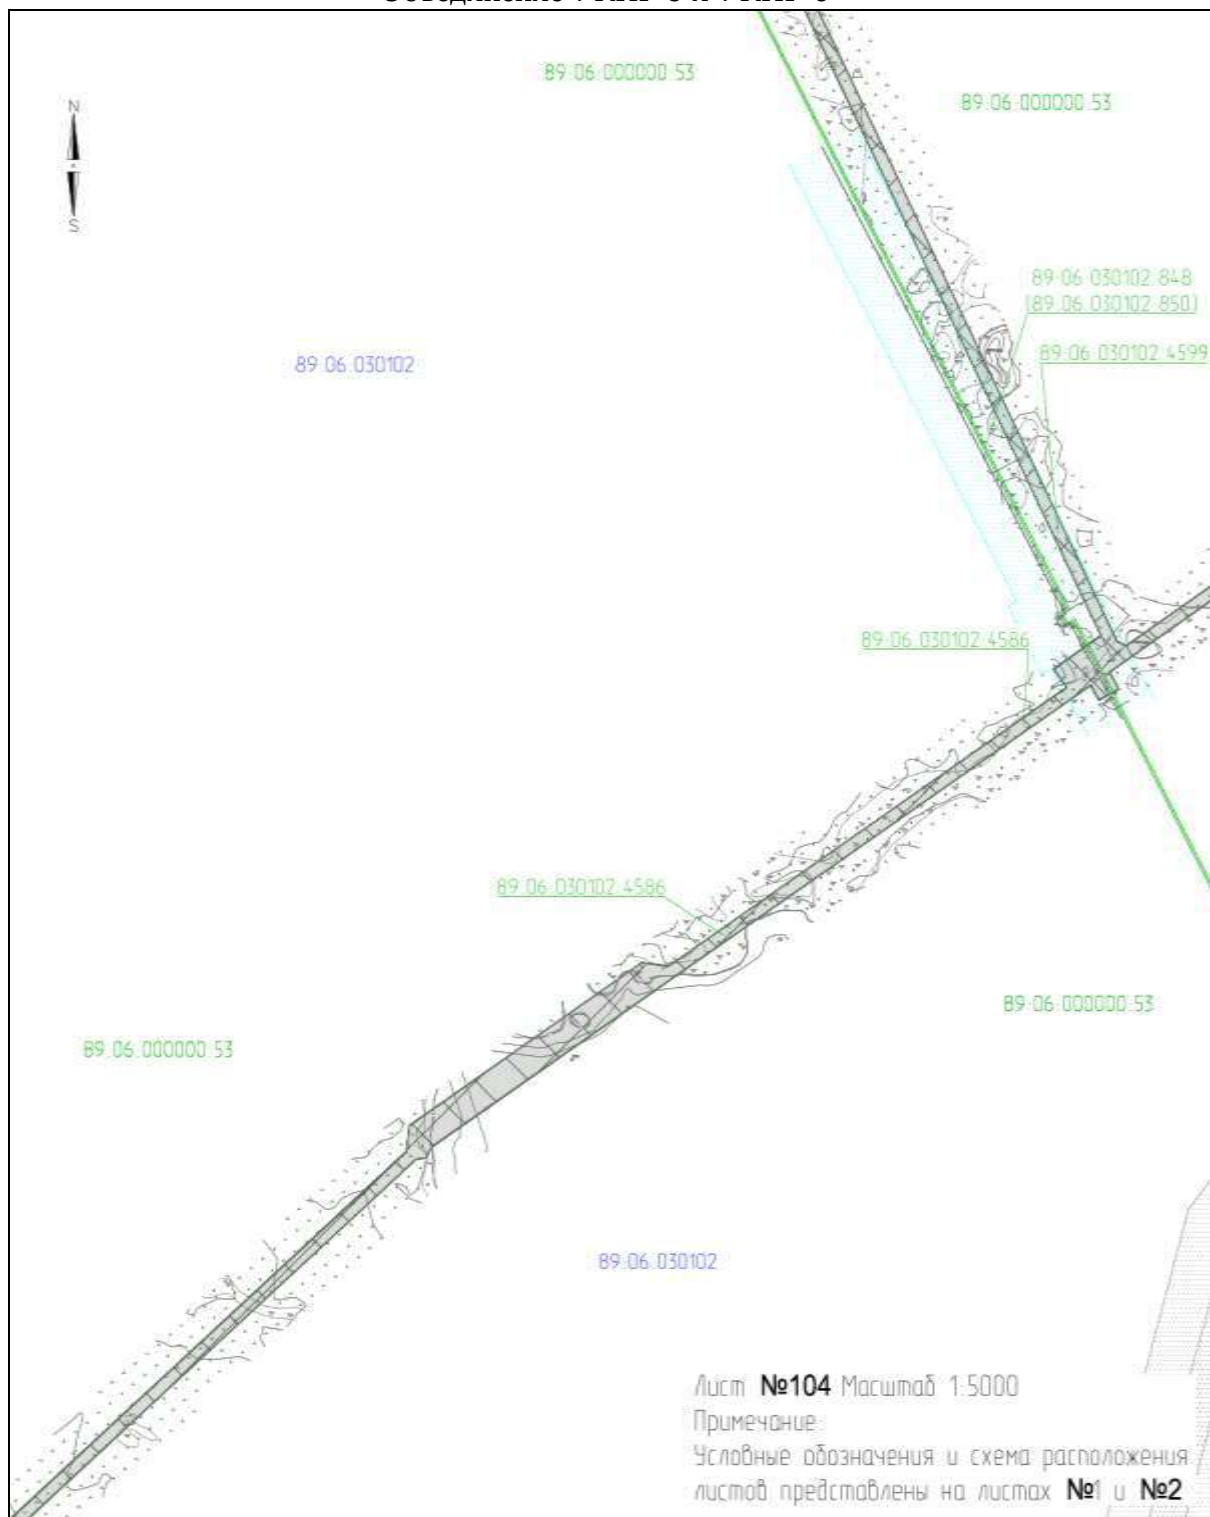 89:06:000000:53
89:06:000000:53
N
S
89:06:030102:848
(89:06:030102:850)
89:06:030102:4599
89:06:030102
89:06:030102:4586
89:06:030102:4586
89:06:000000:53
89:06:000000:53
89:06:030102
Лист №104 Масштаб 1:5000
Примечание:
Условные обозначения и схема расположения
листов представлены на листах №1 и №2